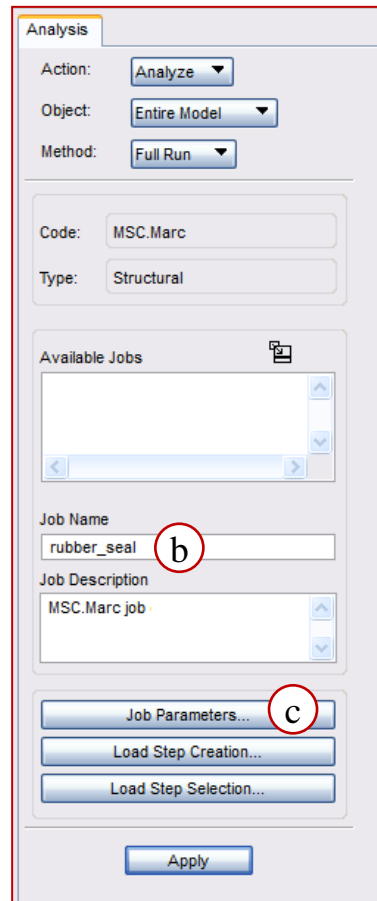 Analysis
Action: Analyze
Object: Entire Model
Method: Full Run
Code: MSC.Marc
Type: Structural
Available Jobs
Job Name
rubber_seal b
Job Description
MSC.Marc job
Job Parameters... c
Load Step Creation...
Load Step Selection...
Apply